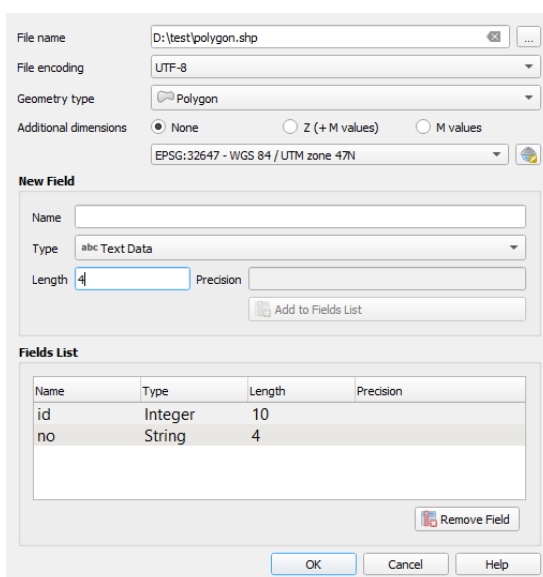 File name D:\test\polygon.shp ...
File encoding UTF-8
Geometry type Polygon
Additional dimensions None Z (+ M values) M values
EPSG:32647 - WGS 84 / UTM zone 47N
New Field
Name
Type abc Text Data
Length 4 Precision
Add to Fields List
Fields List
Name Type Length Precision
id Integer 10
no String 4
Remove Field
OK Cancel Help